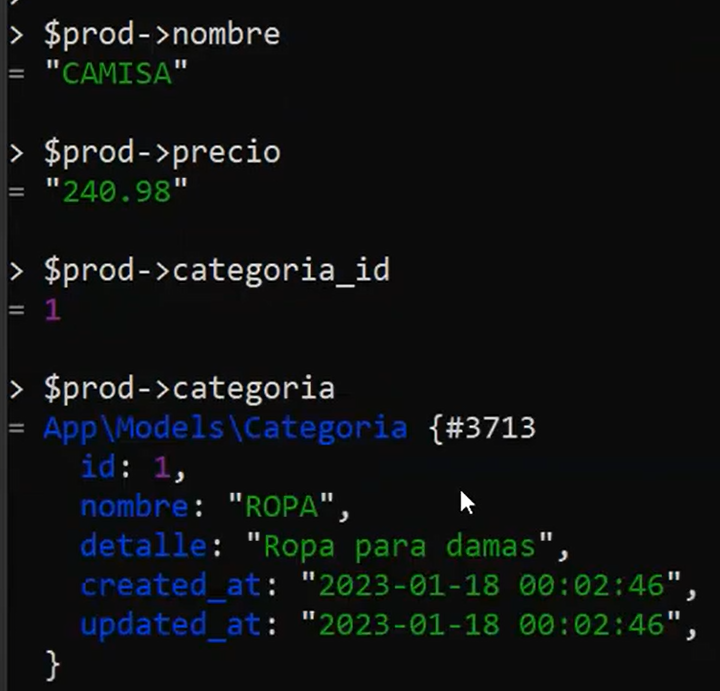 > $prod->nombre
= "CAMISA"
> $prod->precio
= "240.98"
> $prod->categoria_id
= 1
> $prod->categoria
= App\Models\Categoria {#3713
id: 1,
nombre: "ROPA",
detalle: "Ropa para damas",
created_at: "2023-01-18 00:02:46",
updated_at: "2023-01-18 00:02:46",
}